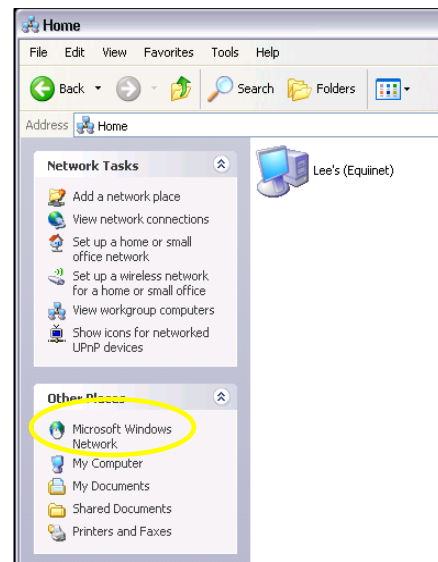 Home
File Edit View Favorites Tools Help
Back Search Folders
Address Home
Network Tasks
Add a network place
View network connections
Set up a home or small
office network
Set up a wireless network
for a home or small office
View workgroup computers
Show icons for networked
UPnP devices
Other Places
Microsoft Windows
Network
My Computer
My Documents
Shared Documents
Printers and Faxes
Lee's (Equiinet)